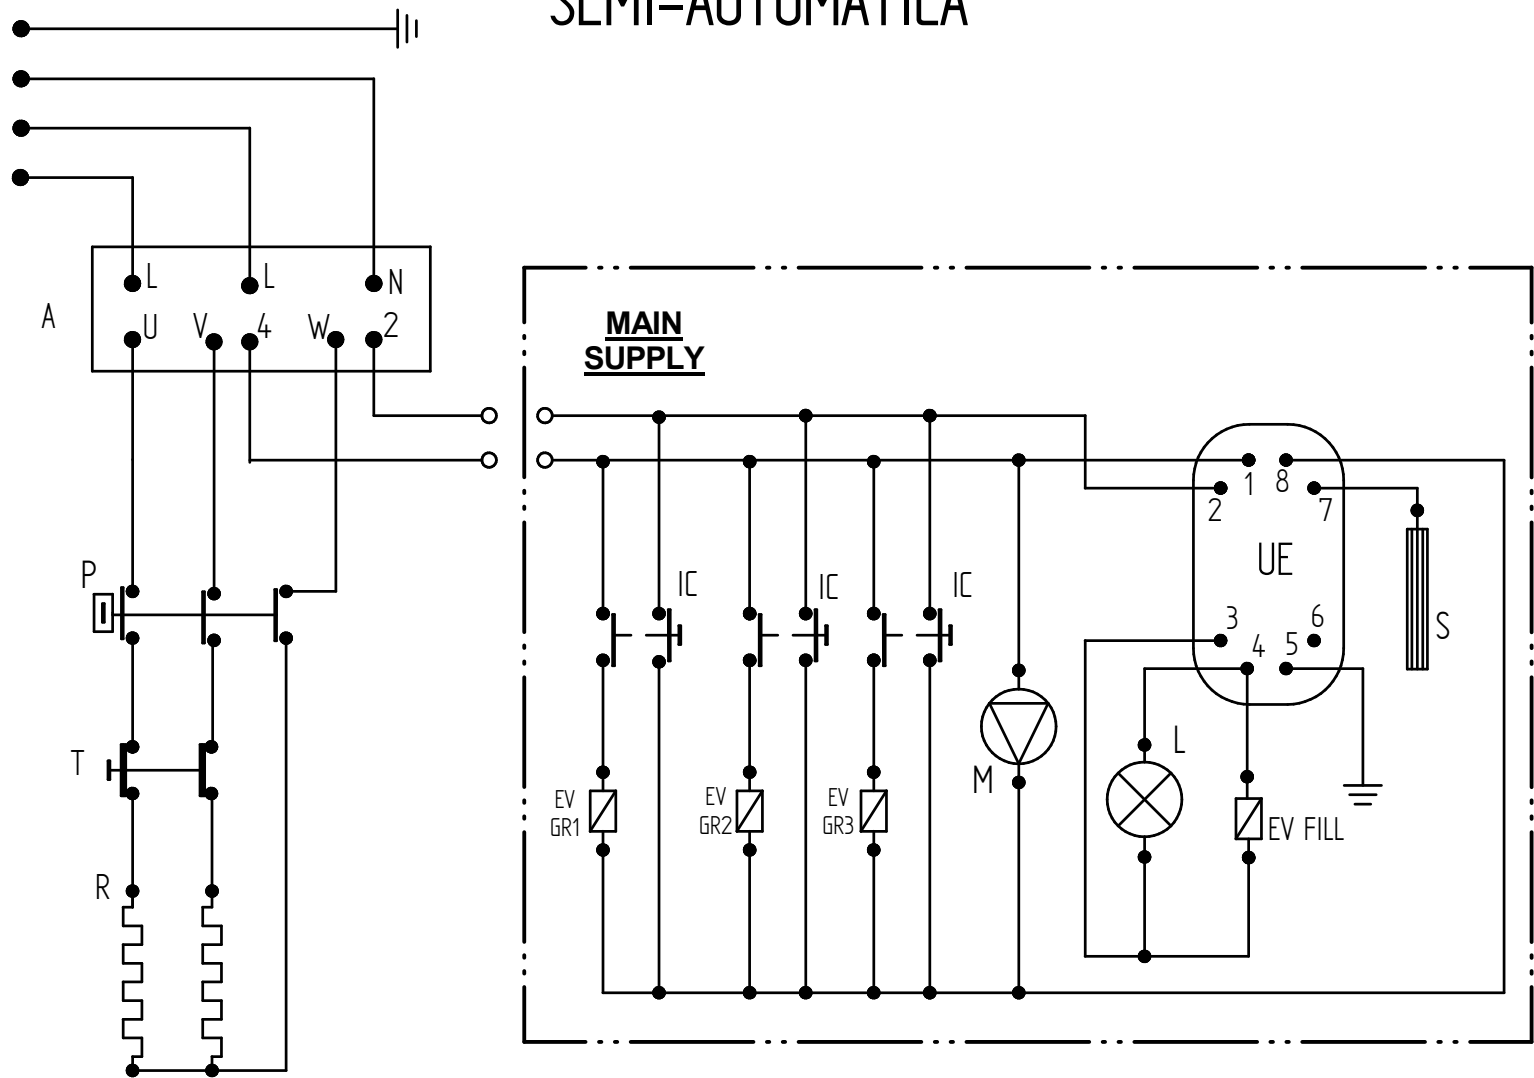 SEMI-AUTOMATICA
L L N
A
U V 4 W 2
MAIN
SUPPLY
1 8
2 7
UE
P
IC IC IC
3 6
4 5
S
T
L
M
EV EV EV
GR1 GR2 GR3
EV FILL
R